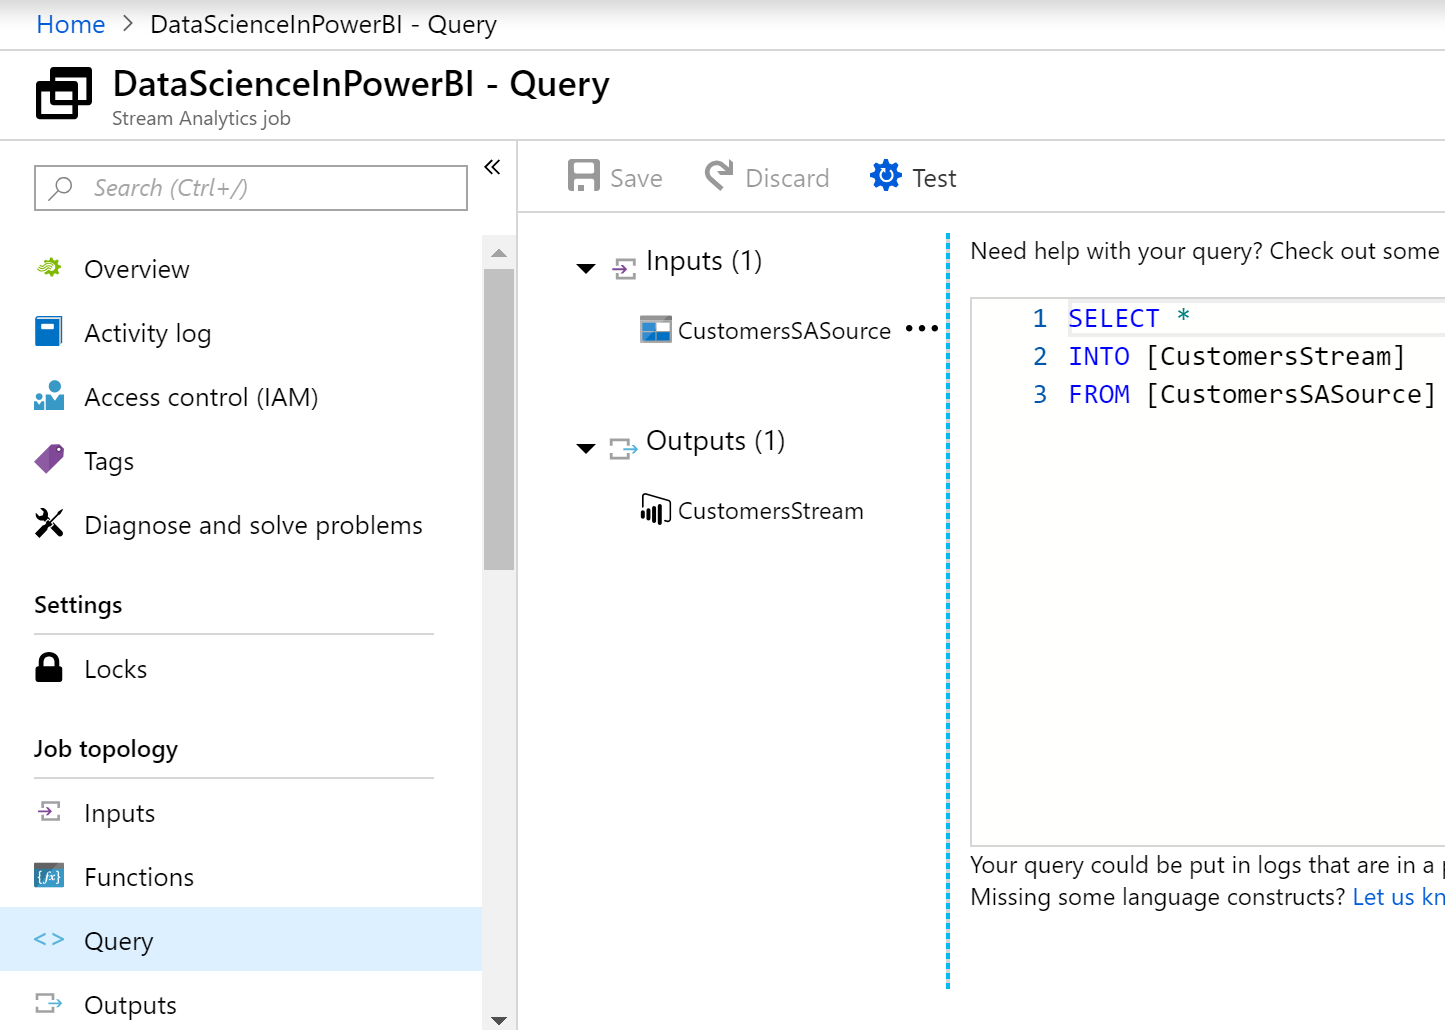 Home > DataScienceInPowerBI - Query
DataScienceInPowerBI - Query
Stream Analytics job
Search (Ctrl+/)
«
Overview
Activity log
Access control (IAM)
Tags
Diagnose and solve problems
Settings
Locks
Job topology
Inputs
{fx} Functions
<> Query
Outputs
Save Discard Test
Inputs (1)
CustomersSASource •••
Outputs (1)
CustomersStream
Need help with your query? Check out some
1 SELECT *
2 INTO [CustomersStream]
3 FROM [CustomersSASource]
Your query could be put in logs that are in a p
Missing some language constructs? Let us kn